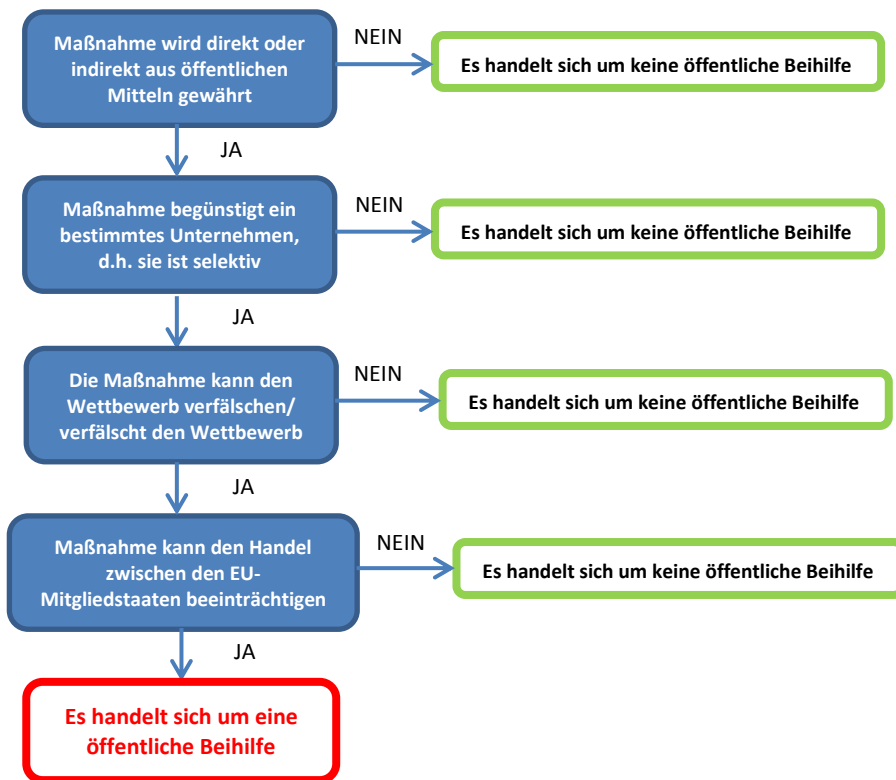 Maßnahme wird direkt oder
indirekt aus öffentlichen
Mitteln gewährt
NEIN
Es handelt sich um keine öffentliche Beihilfe
JA
Maßnahme begünstigt ein
bestimmtes Unternehmen,
d.h. sie ist selektiv
NEIN
Es handelt sich um keine öffentliche Beihilfe
JA
Die Maßnahme kann den
Wettbewerb verfälschen/
verfälscht den Wettbewerb
NEIN
Es handelt sich um keine öffentliche Beihilfe
JA
Maßnahme kann den Handel
zwischen den EU-
Mitgliedstaaten beeinträchtigen
NEIN
Es handelt sich um keine öffentliche Beihilfe
JA
Es handelt sich um eine
öffentliche Beihilfe